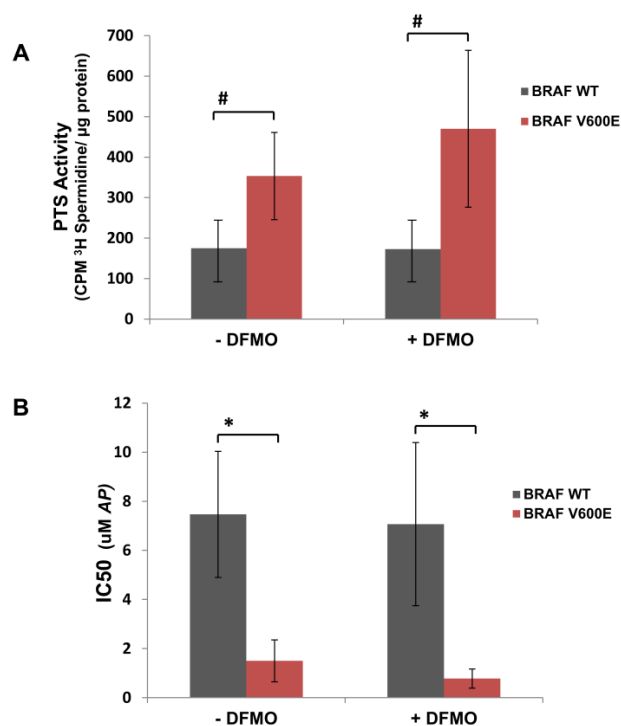 A
PTS Activity
(CPM ³H Spermidine/ µg protein)
700
600
500
400
300
200
100
0
#
#
- DFMO
+ DFMO
BRAF WT
BRAF V600E
B
IC50 (uM AP)
12
10
8
6
4
2
0
*
*
- DFMO
+ DFMO
BRAF WT
BRAF V600E